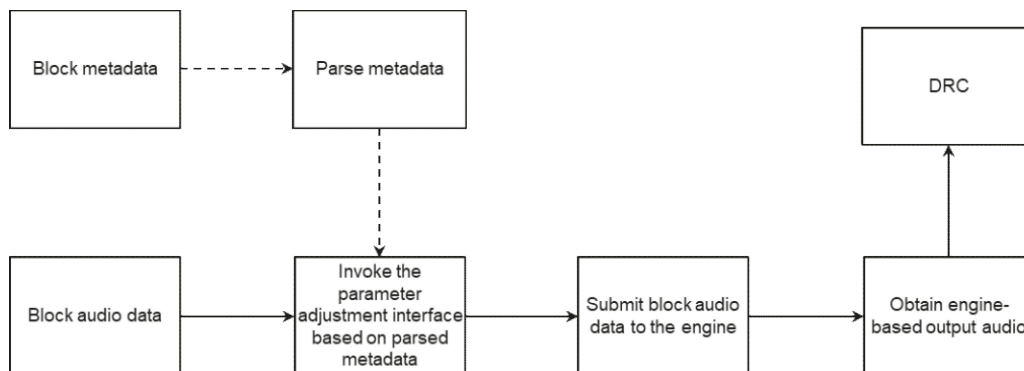 Block metadata
Parse metadata
DRC
Block audio data
Invoke the
parameter
adjustment interface
based on parsed
metadata
Submit block audio
data to the engine
Obtain engine-
based output audio